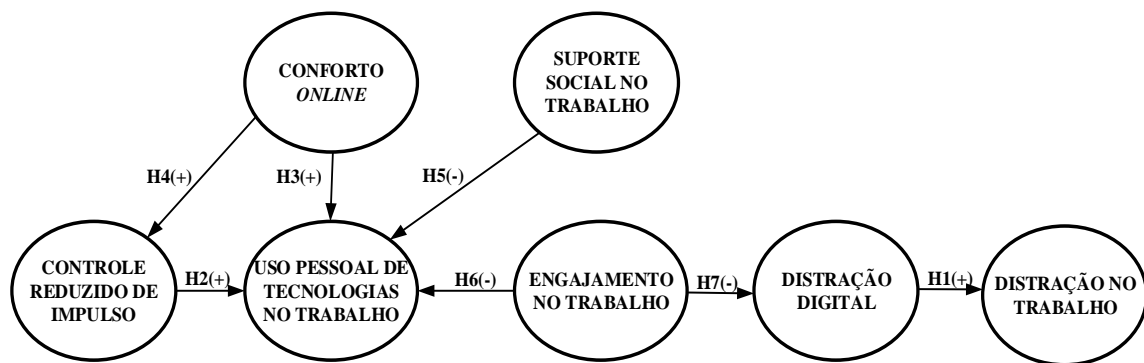 CONFORTO
ONLINE
SUPORTE
SOCIAL NO
TRABALHO
H4(+)
H3(+)
H5(-)
CONTROLE
REDUZIDO DE
IMPULSO
H2(+)
USO PESSOAL DE
TECNOLOGIAS
NO TRABALHO
H6(-)
ENGAJAMENTO
NO TRABALHO
H7(-)
DISTRAÇÃO
DIGITAL
H1(+)
DISTRAÇÃO NO
TRABALHO